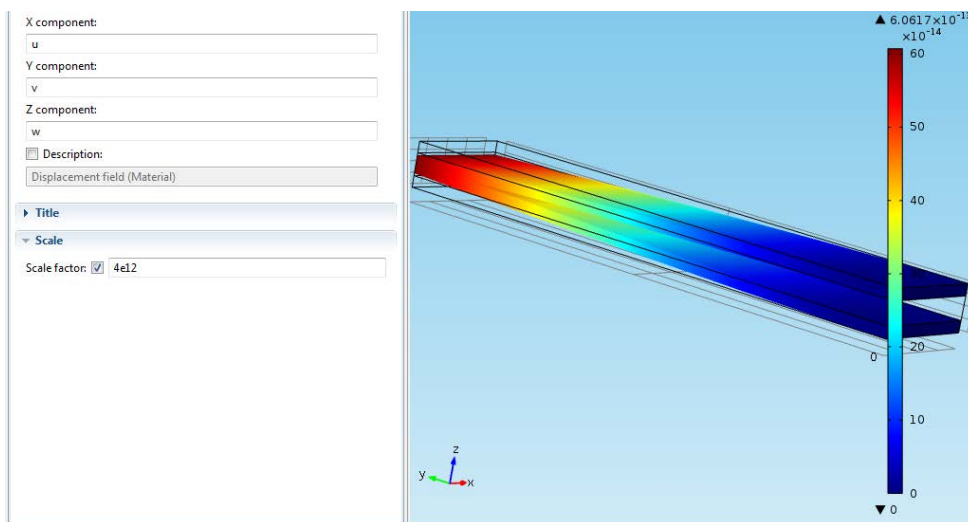 X component:
u
Y component:
v
Z component:
w
Description:
Displacement field (Material)
Title
Scale
Scale factor:
4e12
▲ 6.0617×10⁻¹³
×10⁻¹⁴
60
50
40
20
10
0
▼ 0
0
z
y
x